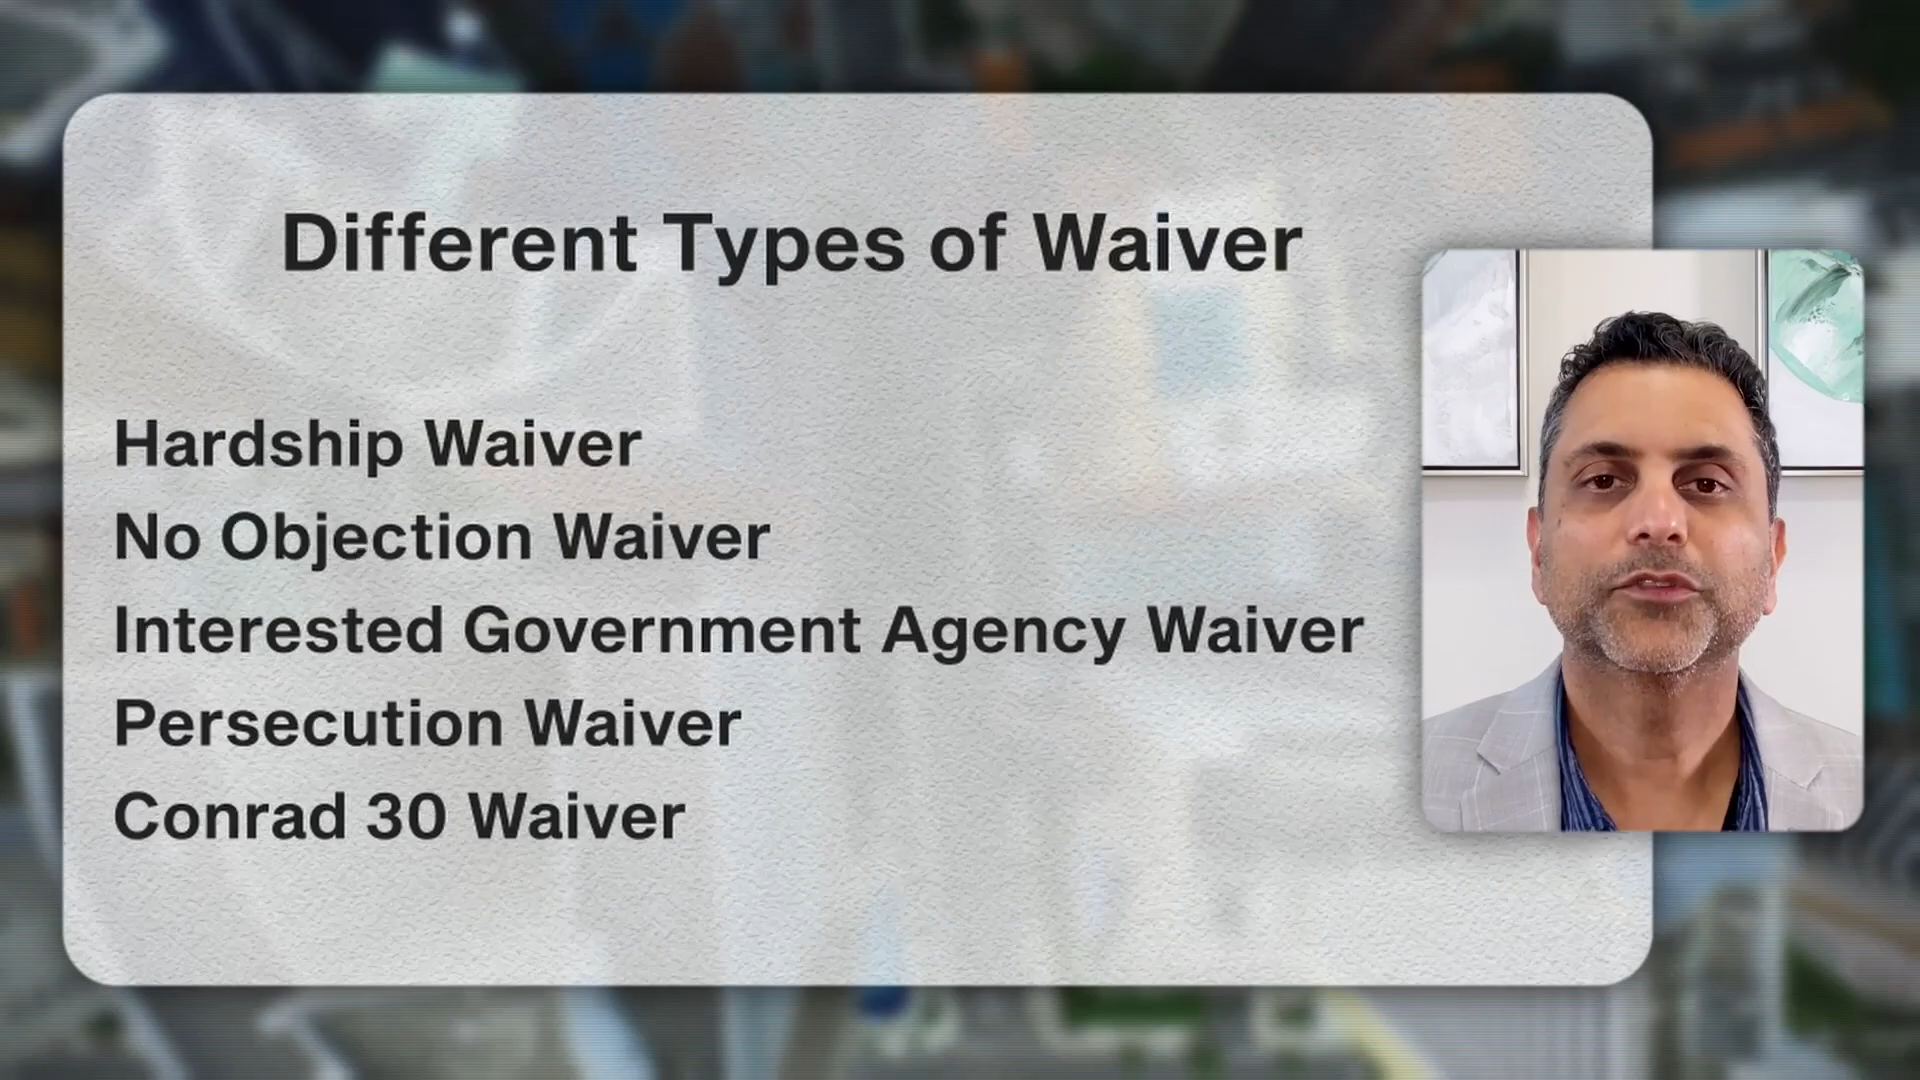 Different Types of Waiver
Hardship Waiver
No Objection Waiver
Interested Government Agency Waiver
Persecution Waiver
Conrad 30 Waiver